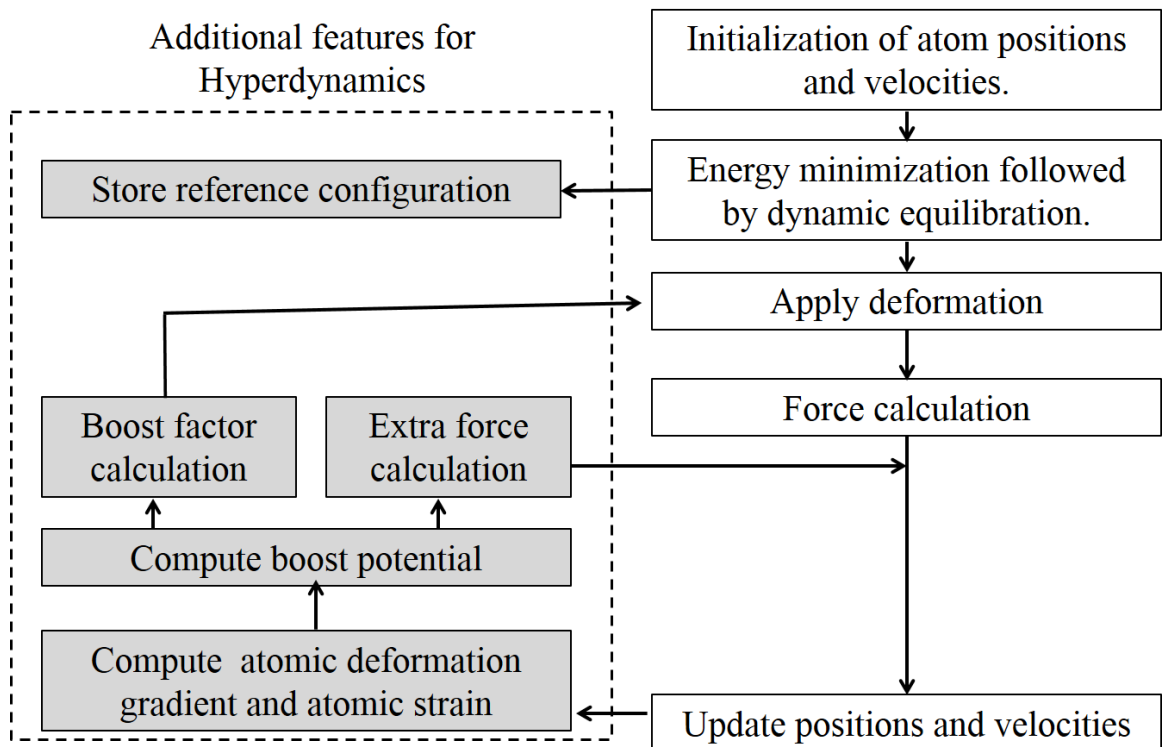 Additional features for
Hyperdynamics
Store reference configuration
Boost factor
calculation
Extra force
calculation
Compute boost potential
Compute atomic deformation
gradient and atomic strain
Initialization of atom positions
and velocities.
Energy minimization followed
by dynamic equilibration.
Apply deformation
Force calculation
Update positions and velocities